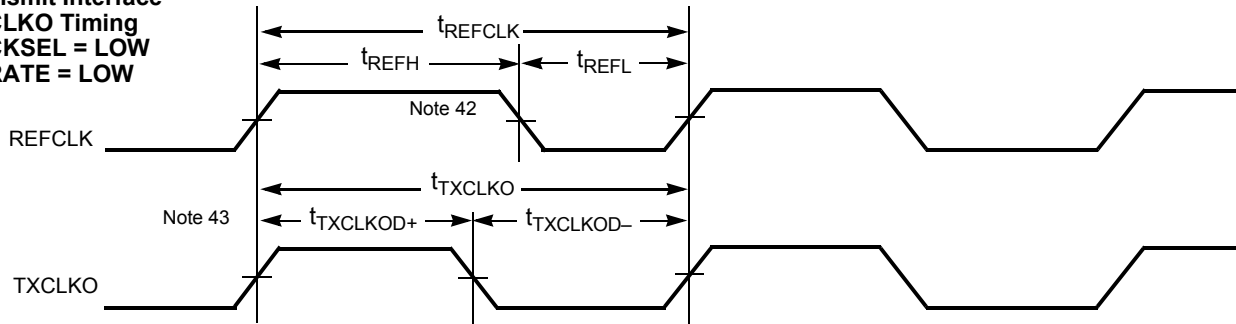 CLKO Timing
KSEL = LOW
RATE = LOW
tREFCLK
tREFH
tREFL
Note 42
REFCLK
tTXCLKO
Note 43
tTXCLKOD+
tTXCLKOD–
TXCLKO